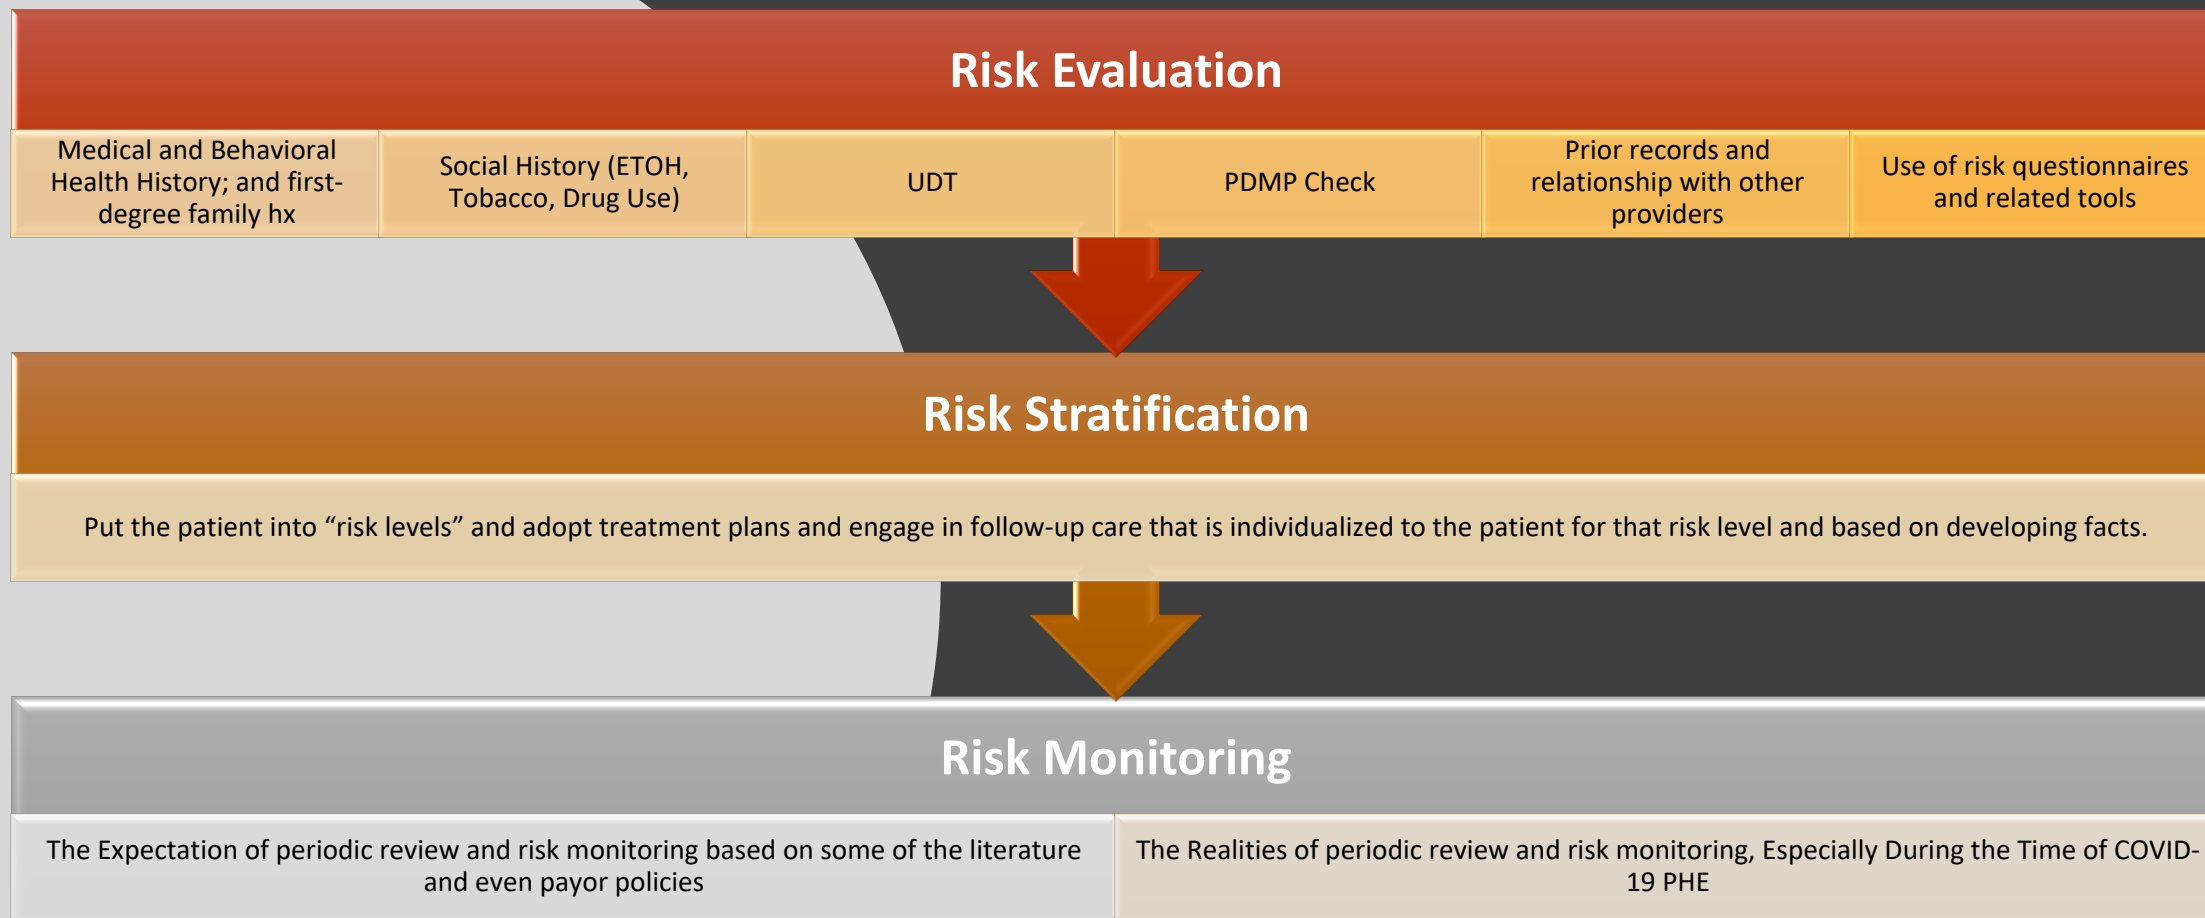 Risk Evaluation
Medical and Behavioral
Health History; and first-
degree family hx
Social History (ETOH,
Tobacco, Drug Use)
UDT
PDMP Check
Prior records and
relationship with other
providers
Use of risk questionnaires
and related tools
Risk Stratification
Put the patient into “risk levels” and adopt treatment plans and engage in follow-up care that is individualized to the patient for that risk level and based on developing facts.
Risk Monitoring
The Expectation of periodic review and risk monitoring based on some of the literature
and even payor policies
The Realities of periodic review and risk monitoring, Especially During the Time of COVID-
19 PHE